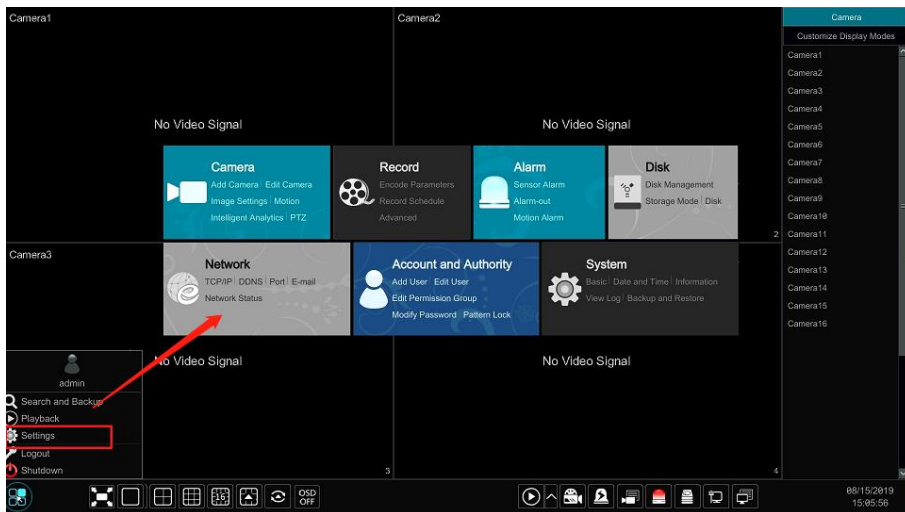 Camera1
Camera2
Camera
Customize Display Modes
Camera1
Camera2
Camera3
Camera4
Camera5
Camera6
Camera7
Camera8
Camera9
Camera10
Camera11
Camera12
Camera13
Camera14
Camera15
Camera16
No Video Signal
No Video Signal
Camera
Add Camera | Edit Camera
Image Settings | Motion
Intelligent Analytics | PTZ
Record
Encode Parameters
Record Schedule
Advanced
Alarm
Sensor Alarm
Alarm-out
Motion Alarm
Disk
Disk Management
Storage Mode | Disk
2
Camera3
Network
TCP/IP | DDNS | Port | E-mail
Network Status
Account and Authority
Add User | Edit User
Edit Permission Group
Modify Password | Pattern Lock
System
Basic | Date and Time | Information
View Log | Backup and Restore
No Video Signal
No Video Signal
admin
Search and Backup
Playback
Settings
Logout
Shutdown
3
4
16
OSD
OFF
08/15/2019
15:05:56